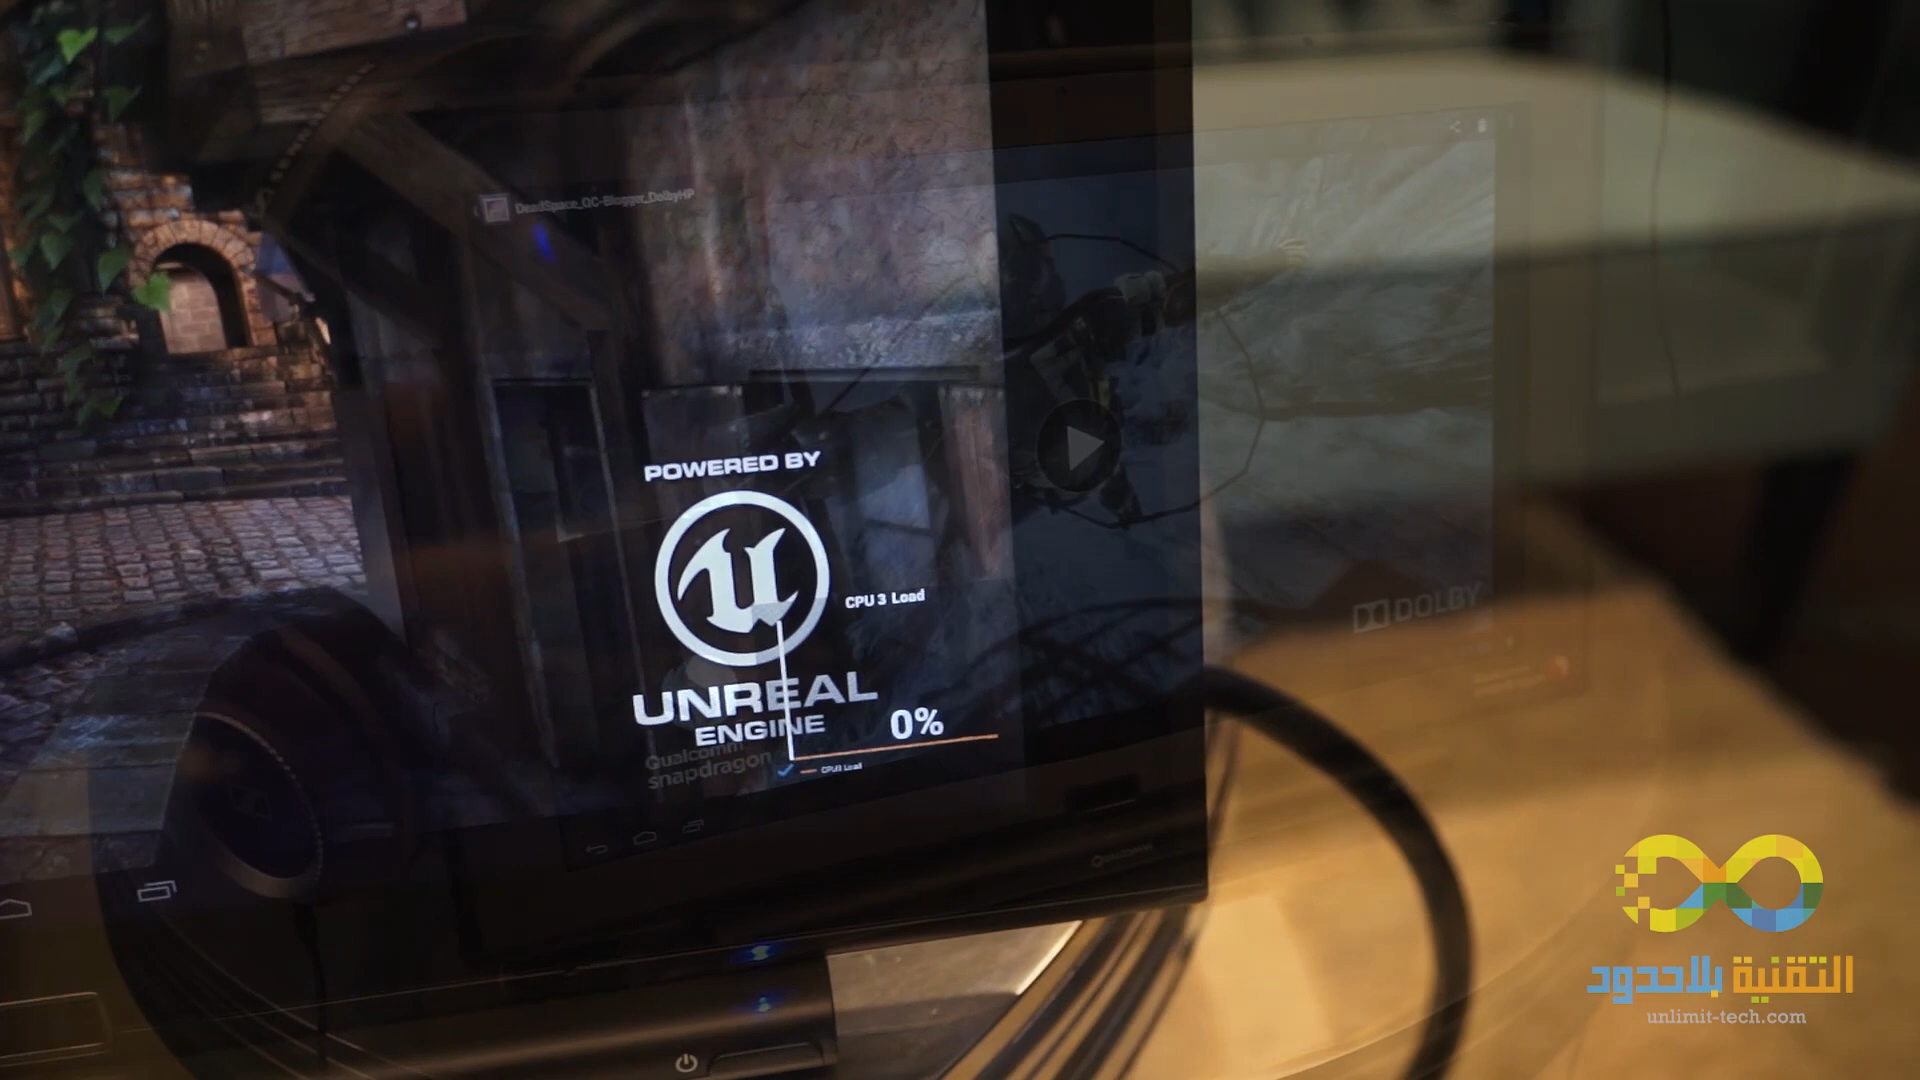 DeadSpace_QC-Blogger_DolbyHP
POWERED BY
CPU 3 Load
UNREAL
ENGINE
0%
Qualcomm
snapdragon
CPU3 Load
DOLBY
التقنية بلاحدود
unlimit-tech.com